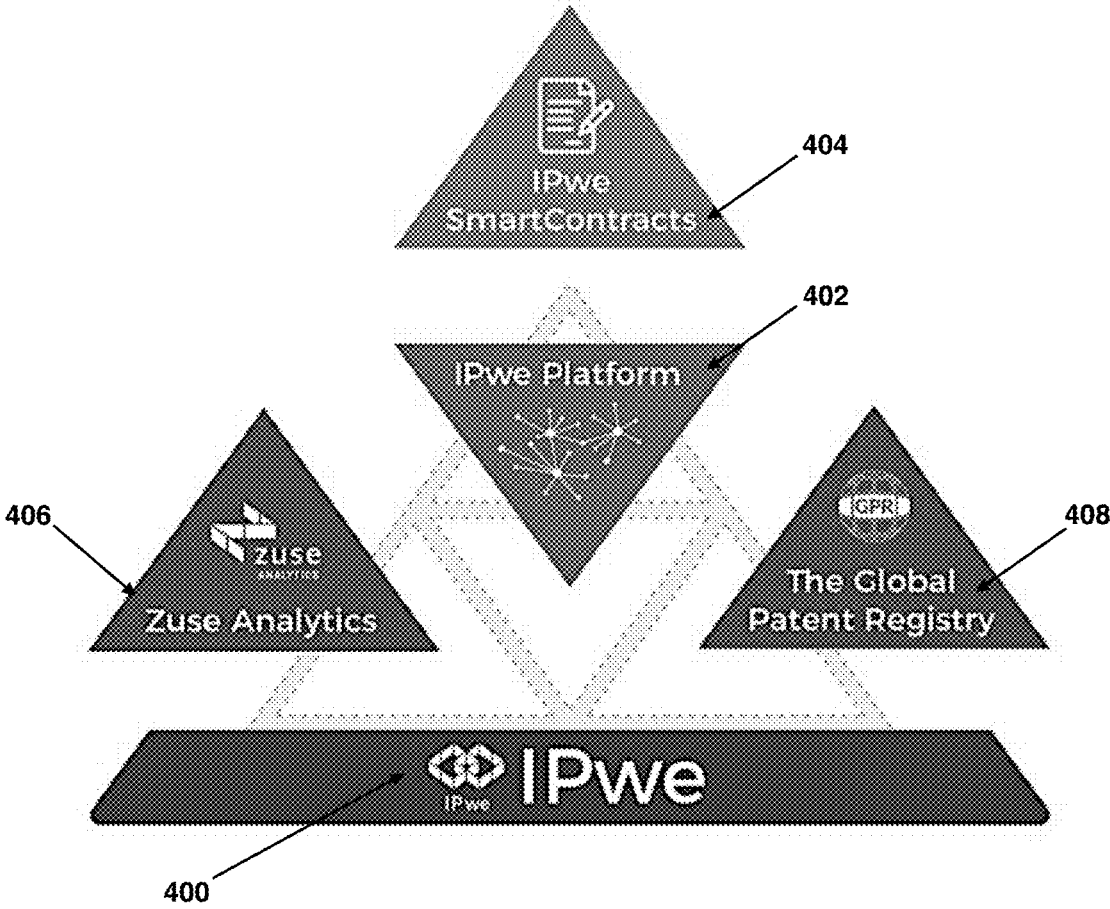 404
IPwe
SmartContracts
402
IPwe Platform
406
zuse
ANALYTICS
Zuse Analytics
GPR
408
The Global
Patent Registry
IPwe
IPwe
400